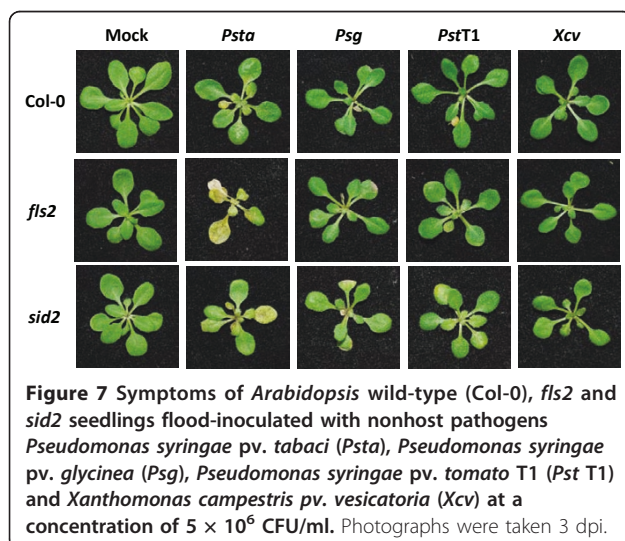 Mock Psta Psg PstT1 Xcv
Col-0
fls2
sid2
Figure 7 Symptoms of Arabidopsis wild-type (Col-0), fls2 and
sid2 seedlings flood-inoculated with nonhost pathogens
Pseudomonas syringae pv. tabaci (Psta), Pseudomonas syringae
pv. glycinea (Psg), Pseudomonas syringae pv. tomato T1 (Pst T1)
and Xanthomonas campestris pv. vesicatoria (Xcv) at a
concentration of 5 × 10⁶ CFU/ml. Photographs were taken 3 dpi.